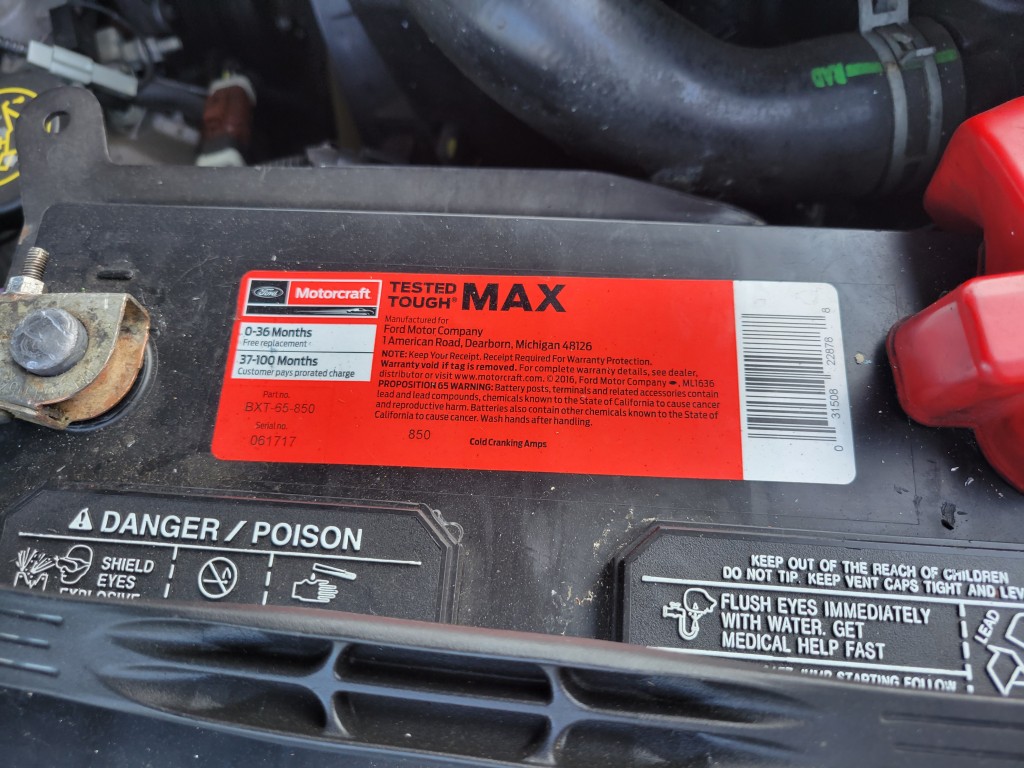 Ford
Motorcraft
TESTED
TOUGH® MAX
0-36 Months
Free replacement
37-100 Months
Customer pays prorated charge
Part no.
BXT-65-850
Serial no.
061717
Manufactured for
Ford Motor Company
1 American Road, Dearborn, Michigan 48126
NOTE: Keep Your Receipt. Receipt Required For Warranty Protection.
Warranty void if tag is removed. For complete warranty details, see dealer,
distributor or visit www.motorcraft.com. © 2016, Ford Motor Company ML1636
PROPOSITION 65 WARNING: Battery posts, terminals and related accessories contain
lead and lead compounds, chemicals known to the State of California to cause cancer
and reproductive harm. Batteries also contain other chemicals known to the State of
California to cause cancer. Wash hands after handling.
850 Cold Cranking Amps
0 31508 22878 8
DANGER / POISON
SHIELD
EYES
EXPLOSIVE
KEEP OUT OF THE REACH OF CHILDREN
DO NOT TIP. KEEP VENT CAPS TIGHT AND LEV
FLUSH EYES IMMEDIATELY
WITH WATER. GET
MEDICAL HELP FAST
LEAD
JUMP STARTING FOLLOW